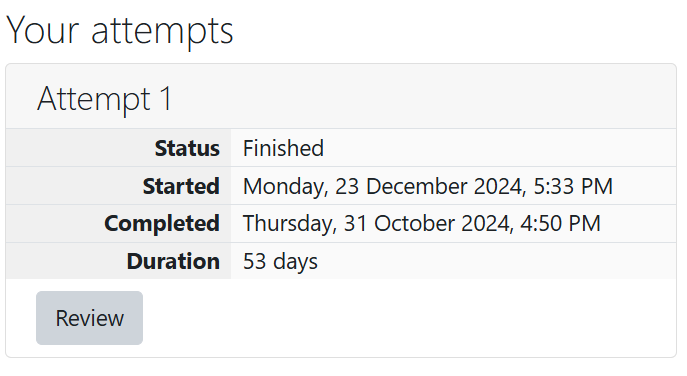 Your attempts
Attempt 1
Status Finished
Started Monday, 23 December 2024, 5:33 PM
Completed Thursday, 31 October 2024, 4:50 PM
Duration 53 days
Review